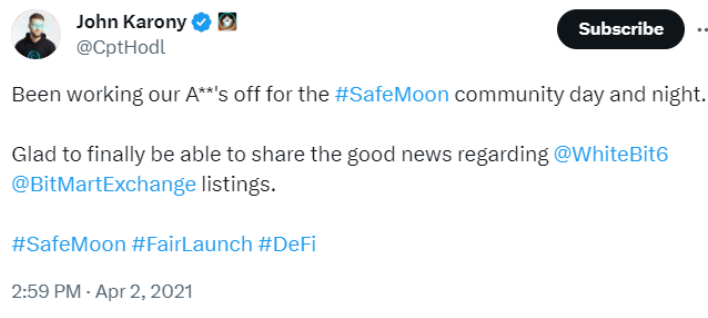 John Karony
Subscribe
@CptHodl
Been working our A**'s off for the #SafeMoon community day and night.
Glad to finally be able to share the good news regarding @WhiteBit6
@BitMartExchange listings.
#SafeMoon #FairLaunch #DeFi
2:59 PM · Apr 2, 2021